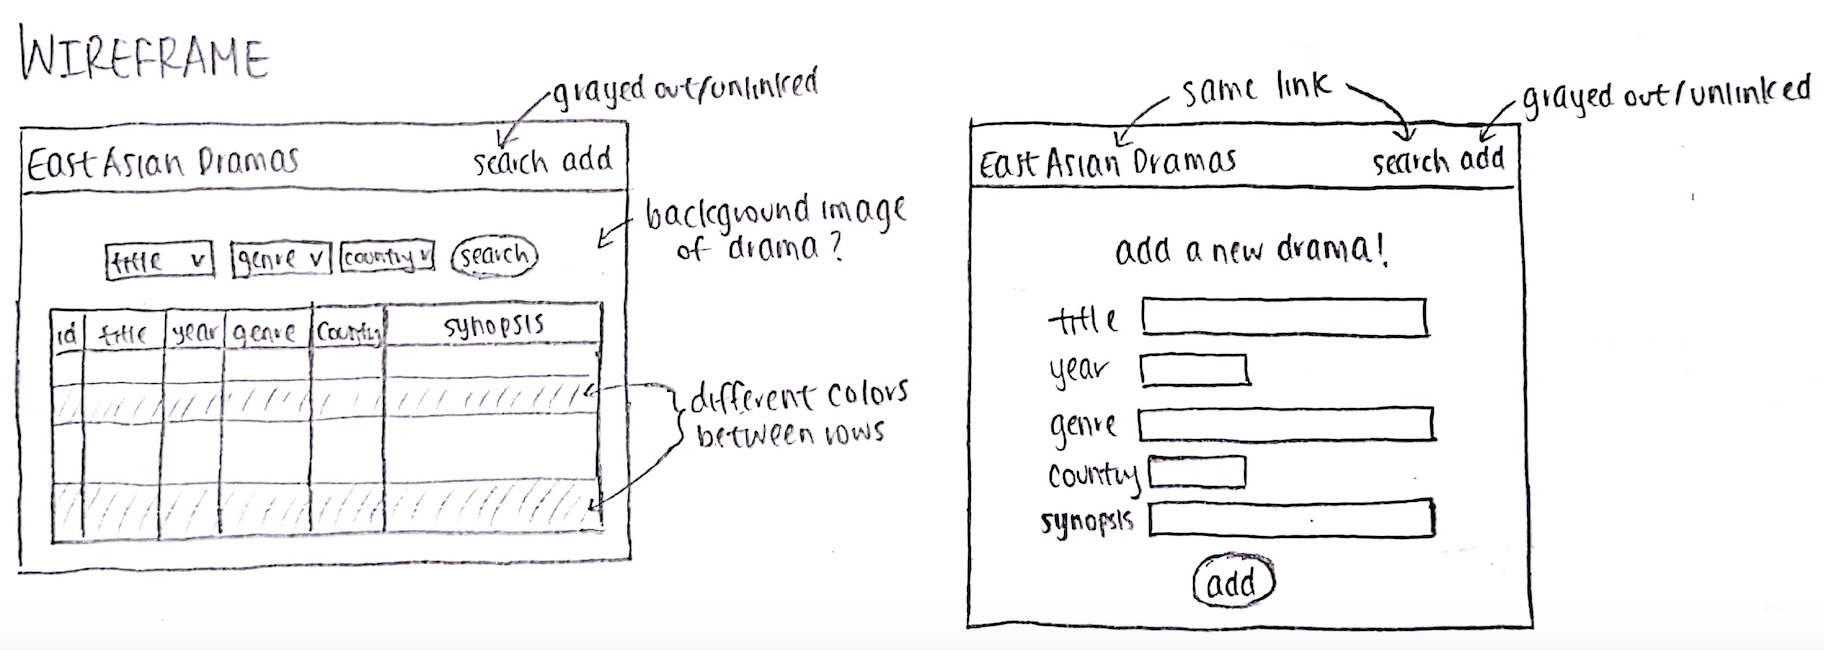 WIREFRAME
grayed out/unlinked
East Asian Dramas
search add
background image
of drama?
title v
genre v
country v
search
id
title
year
genre
country
synopsis
different colors
between rows
same link
grayed out/unlinked
East Asian Dramas
search add
add a new drama!
title
year
genre
country
synopsis
add